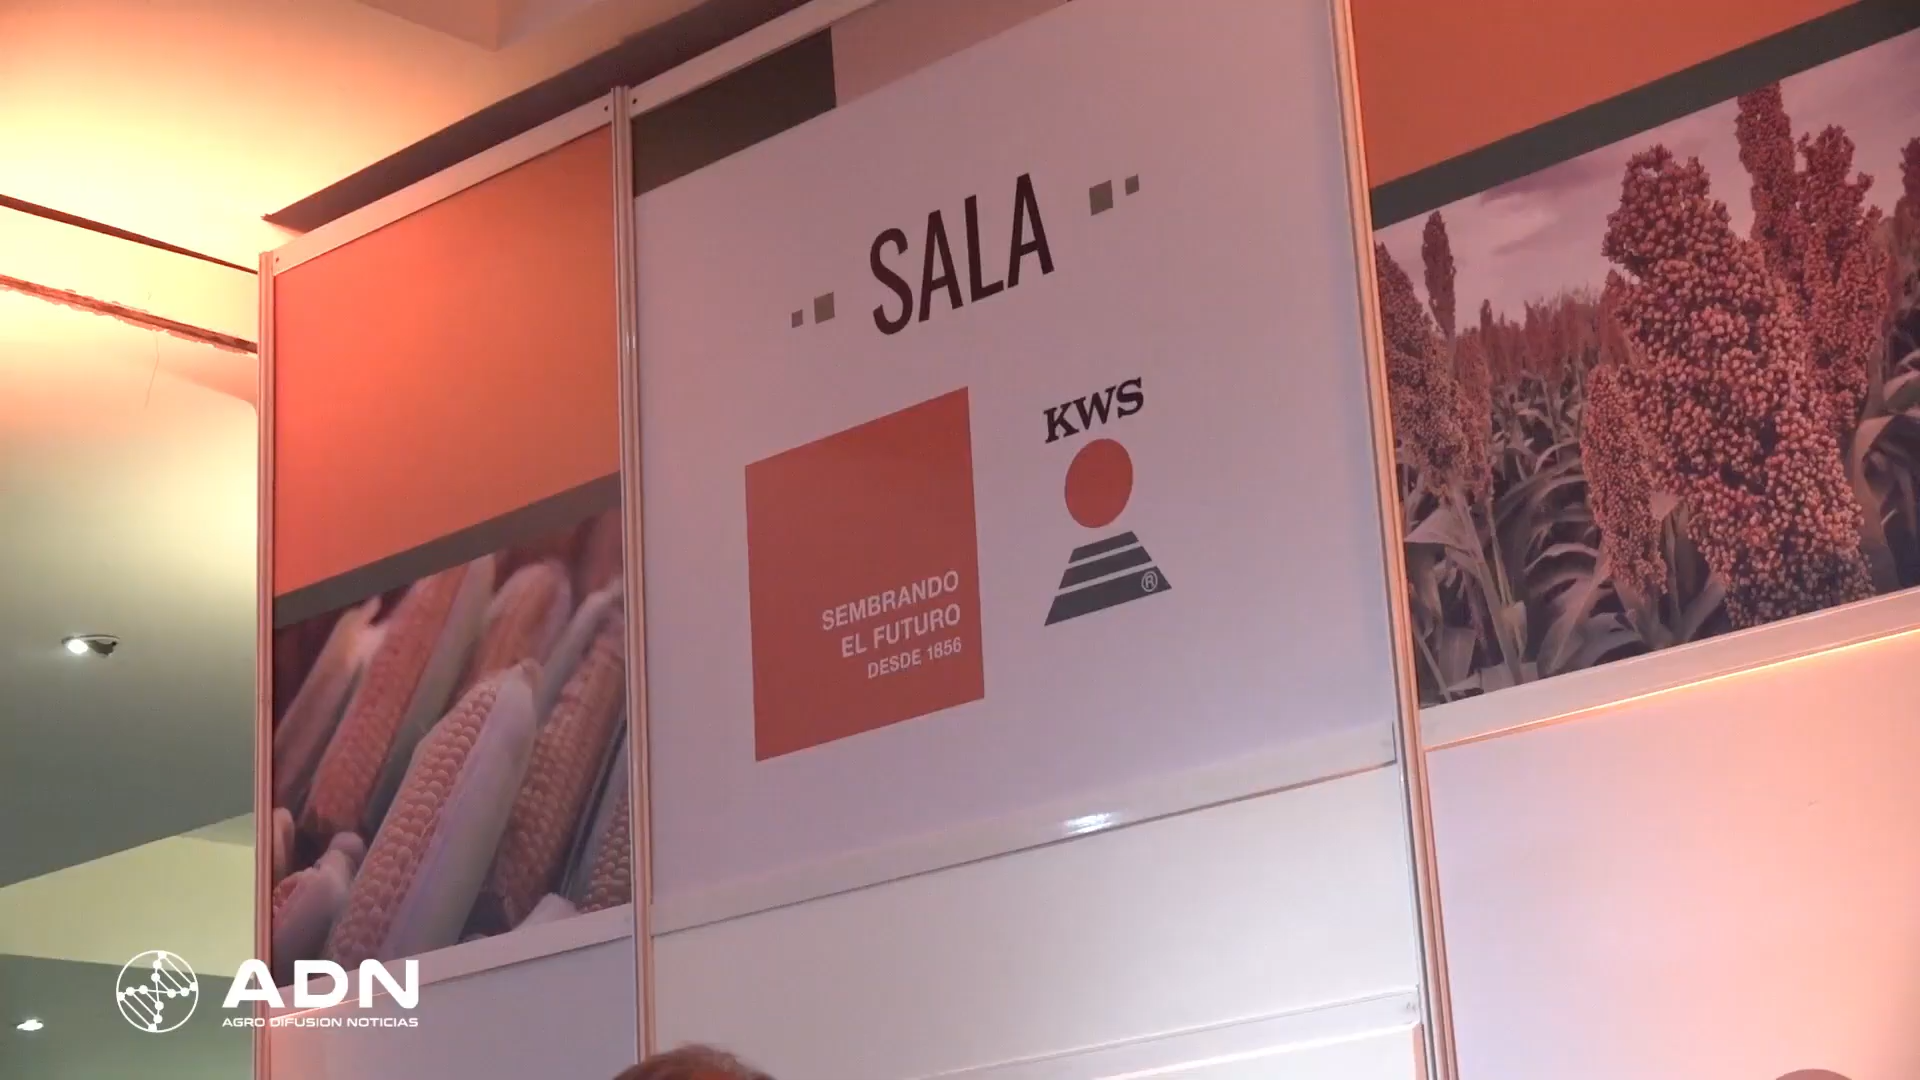 SALA
KWS
SEMBRANDO
EL FUTURO
DESDE 1856
®
ADN
AGRO DIFUSION NOTICIAS